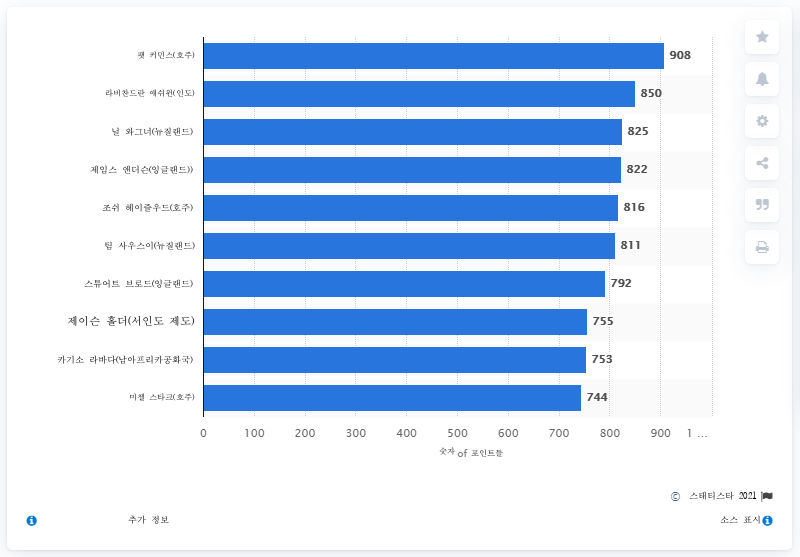 팻 커민스(호주)
908
라비찬드란 애쉬윈(인도)
850
닐 와그너(뉴질랜드)
825
제임스 앤더슨(잉글랜드))
822
조쉬 헤이즐우드(호주)
816
팀 사우스이(뉴질랜드)
811
스튜어트 브로드(잉글랜드)
792
제이슨 홀더(서인도 제도)
755
카기소 라바다(남아프리카공화국)
753
미첼 스타크(호주)
744
0 100 200 300 400 500 600 700 800 900 1 ...
숫자 of 포인트들
© 스태티스타 2021
추가 정보
소스 표시